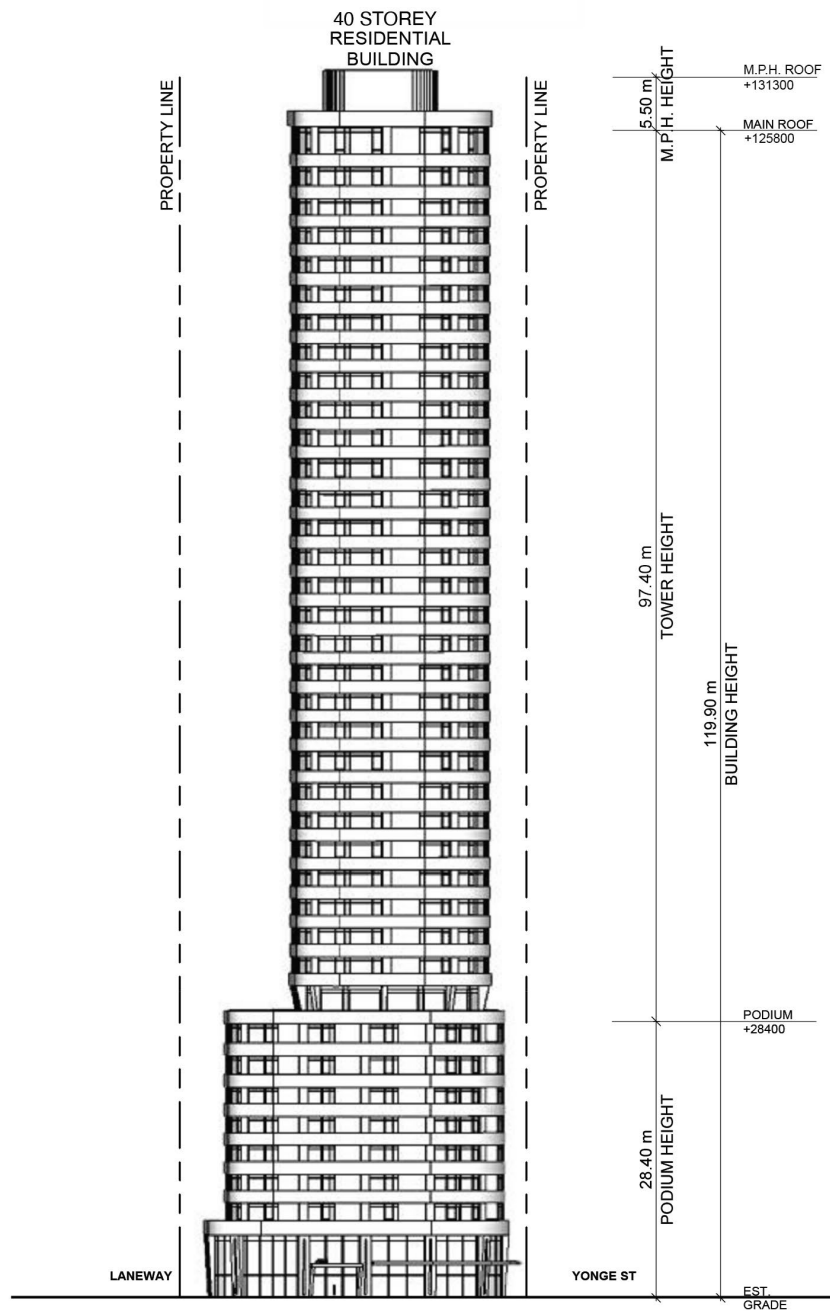 40 STOREY
RESIDENTIAL
BUILDING
PROPERTY LINE
PROPERTY LINE
5.50 m
M.P.H. HEIGHT
M.P.H. ROOF
+131300
MAIN ROOF
+125800
97.40 m
TOWER HEIGHT
119.90 m
BUILDING HEIGHT
PODIUM
+28400
28.40 m
PODIUM HEIGHT
LANEWAY
YONGE ST
EST.
GRADE